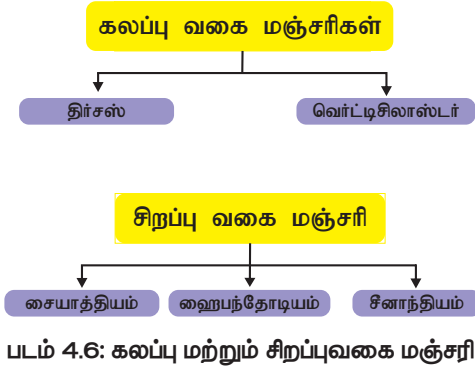 கலப்பு வகை மஞ்சரிகள்
திர்சஸ்
வெர்ட்டிசிலாஸ்டர்
சிறப்பு வகை மஞ்சரி
சையாத்தியம்
ஹைபந்தோடியம்
சீனாந்தியம்
படம் 4.6: கலப்பு மற்றும் சிறப்புவகை மஞ்சரி